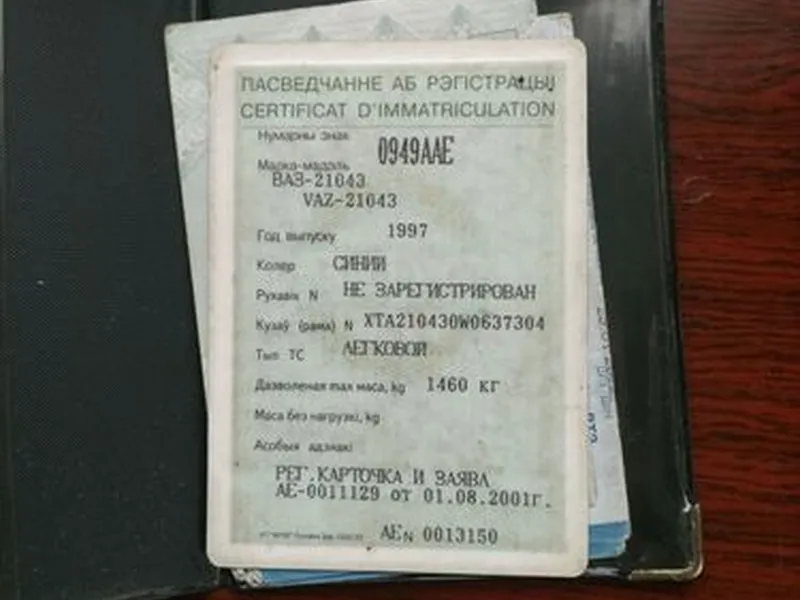 ПАСВЕДЧАННЕ АБ РЭГІСТРАЦЫІ
CERTIFICAT D'IMMATRICULATION
Нумарны знак 0949ААЕ
Марка-мадэль
ВАЗ-21043
VAZ-21043
Год выпуску 1997
Колер СИНИЙ
Рухавік N НЕ ЗАРЕГИСТРИРОВАН
Кузаў (рама) N XTA210430W0637304
Тып ТС ЛЕГКОВОЙ
Дазволеная max маса, kg 1460 КГ
Маса без нагрузкі, kg
Асобыя адзнакі
РЕГ.КАРТОЧКА И ЗАЯВЛ
АЕ-0011129 от 01.08.2001г.
АЕN 0013150